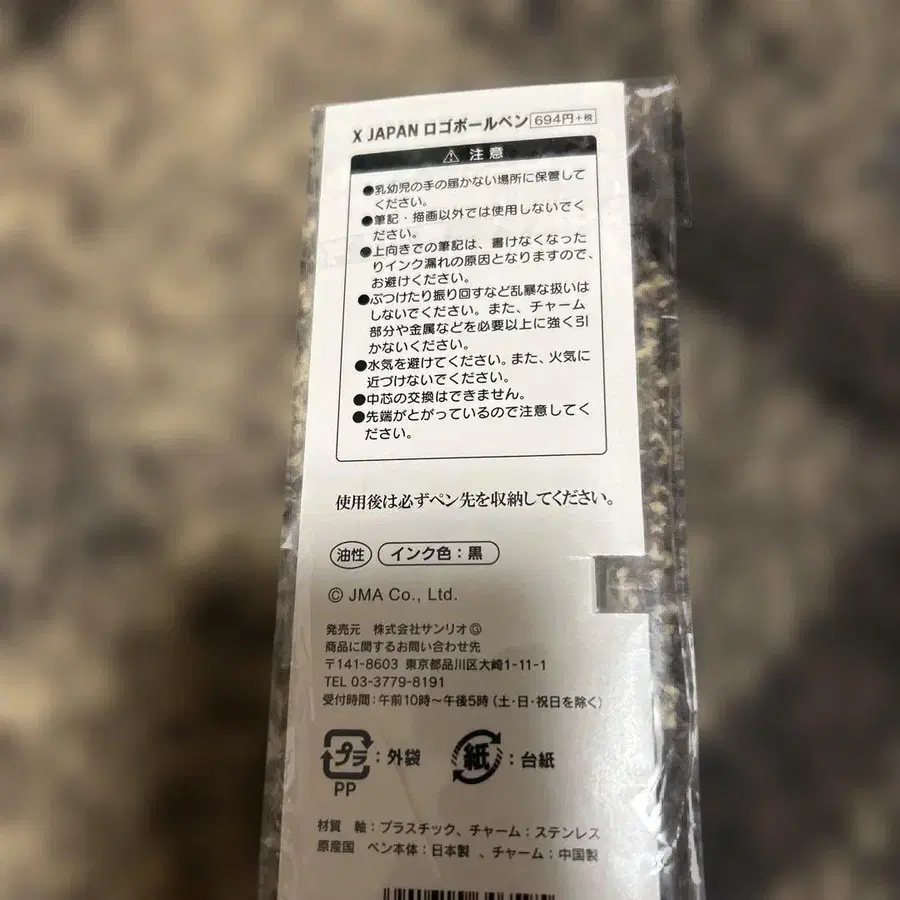 X JAPAN ロゴボールペン 694円+税
⚠ 注意
●乳幼児の手の届かない場所に保管して
ください。
●筆記・描画以外では使用しないでく
ださい。
●上向きでの筆記は、書けなくなった
りインク漏れの原因となりますので、
お避けください。
●ぶつけたり振り回すなど乱暴な扱いは
しないでください。また、チャーム
部分や金属などを必要以上に強く引
かないください。
●水気を避けてください。また、火気に
近づけないでください。
●中芯の交換はできません。
●先端がとがっているので注意してく
ださい。
使用後は必ずペン先を収納してください。
油性 インク色：黒
© JMA Co., Ltd.
発売元 株式会社サンリオⒼ
商品に関するお問い合わせ先
〒141-8603 東京都品川区大崎1-11-1
TEL 03-3779-8191
受付時間：午前10時～午後5時（土・日・祝日を除く）
プラ：外袋 紙：台紙
PP
材質 軸：プラスチック、チャーム：ステンレス
原産国 ペン本体：日本製 、チャーム：中国製